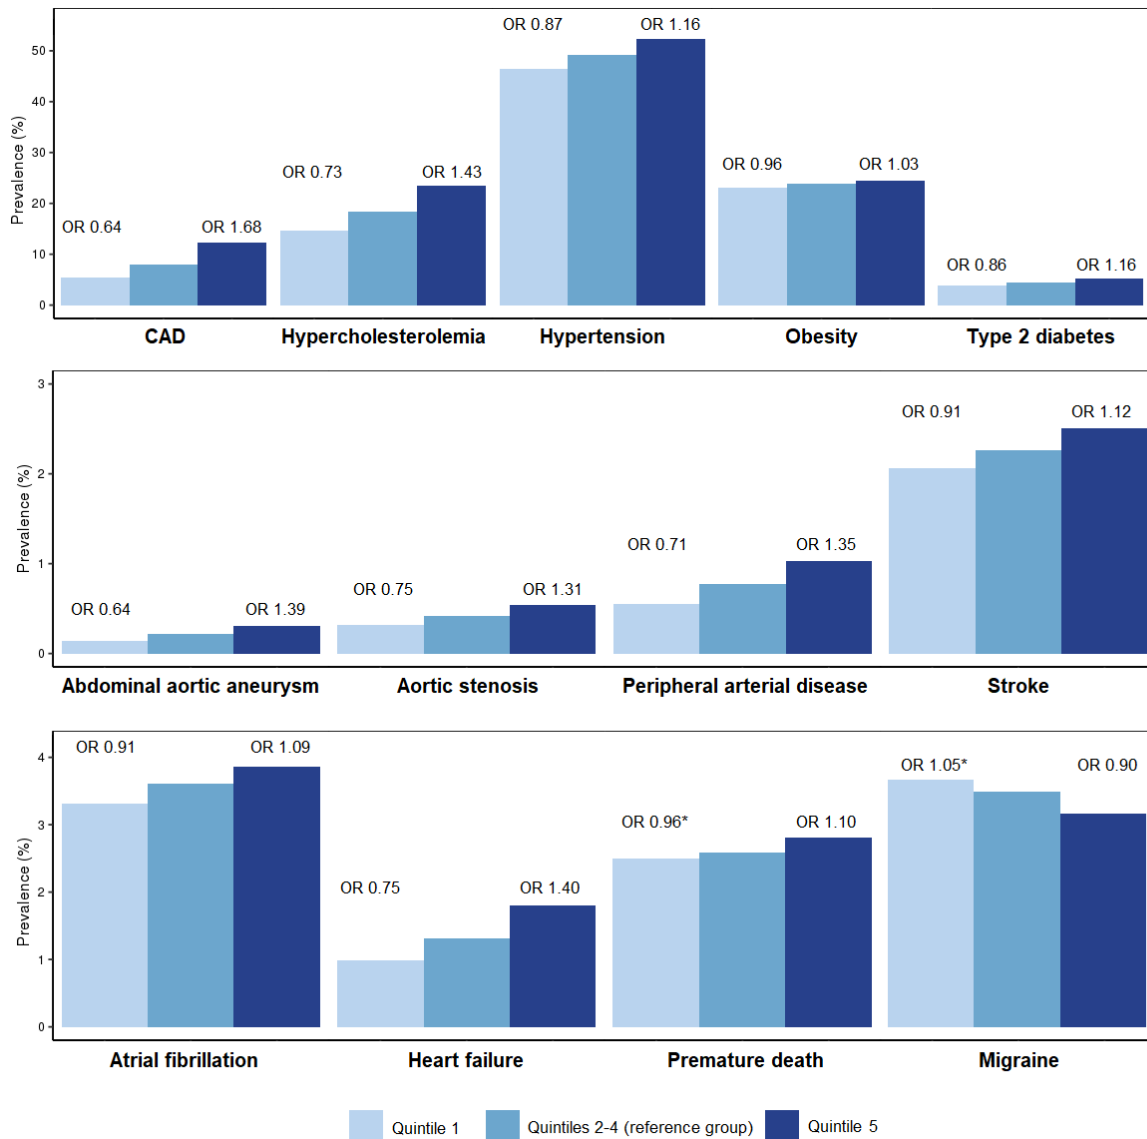 OR 0.87 OR 1.16
50
40
Prevalence (%)
30
OR 0.73 OR 1.43 OR 0.96 OR 1.03
20
OR 0.64 OR 1.68
10
OR 0.86 OR 1.16
0
CAD Hypercholesterolemia Hypertension Obesity Type 2 diabetes
3
OR 0.91 OR 1.12
2
Prevalence (%)
OR 0.71 OR 1.35
1
OR 0.64 OR 1.39 OR 0.75 OR 1.31
0
Abdominal aortic aneurysm Aortic stenosis Peripheral arterial disease Stroke
OR 0.91 OR 1.09
4
OR 1.05* OR 0.90
3
OR 0.96* OR 1.10
Prevalence (%)
2
OR 0.75 OR 1.40
1
0
Atrial fibrillation Heart failure Premature death Migraine
Quintile 1 Quintiles 2-4 (reference group) Quintile 5